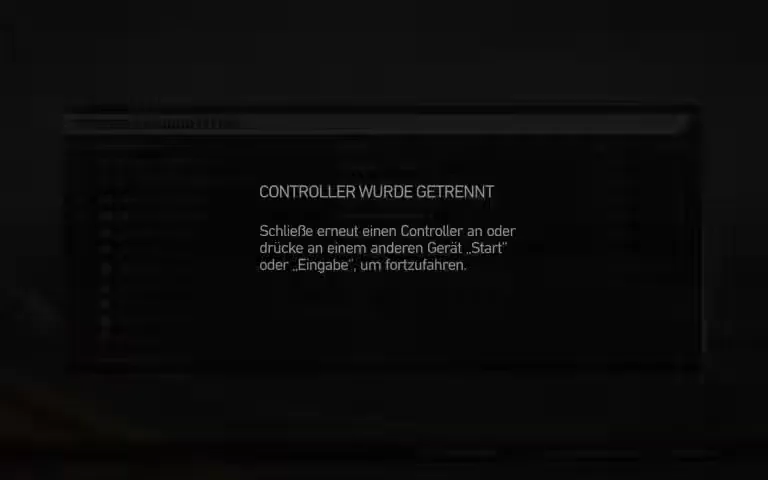 CONTROLLER WURDE GETRENNT
Schließe erneut einen Controller an oder
drücke an einem anderen Gerät „Start"
oder „Eingabe", um fortzufahren.